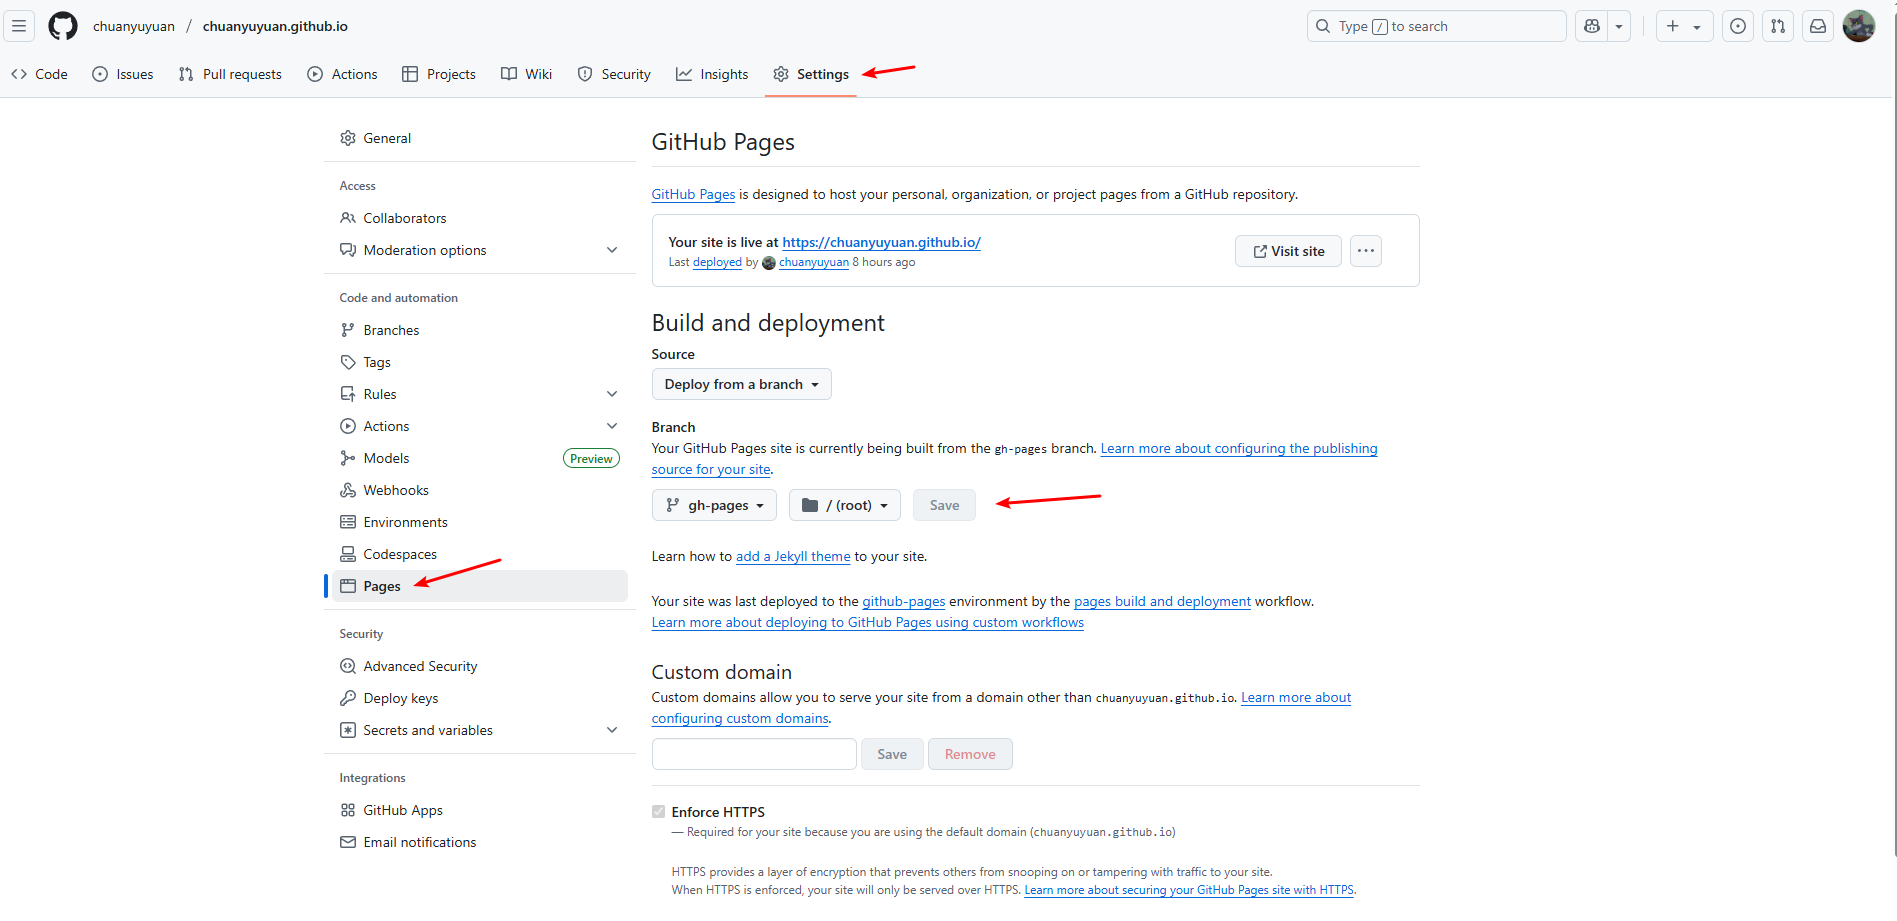 chuanyuyuan / chuanyuyuan.github.io
Type / to search
Code
Issues
Pull requests
Actions
Projects
Wiki
Security
Insights
Settings
General
Access
Collaborators
Moderation options
Code and automation
Branches
Tags
Rules
Actions
Models
Preview
Webhooks
Environments
Codespaces
Pages
Security
Advanced Security
Deploy keys
Secrets and variables
Integrations
GitHub Apps
Email notifications
GitHub Pages
GitHub Pages is designed to host your personal, organization, or project pages from a GitHub repository.
Your site is live at https://chuanyuyuan.github.io/
Last deployed by chuanyuyuan 8 hours ago
Visit site
Build and deployment
Source
Deploy from a branch
Branch
Your GitHub Pages site is currently being built from the gh-pages branch. Learn more about configuring the publishing
source for your site.
gh-pages
/ (root)
Save
Learn how to add a Jekyll theme to your site.
Your site was last deployed to the github-pages environment by the pages build and deployment workflow.
Learn more about deploying to GitHub Pages using custom workflows
Custom domain
Custom domains allow you to serve your site from a domain other than chuanyuyuan.github.io. Learn more about
configuring custom domains.
Save
Remove
Enforce HTTPS
— Required for your site because you are using the default domain (chuanyuyuan.github.io)
HTTPS provides a layer of encryption that prevents others from snooping on or tampering with traffic to your site.
When HTTPS is enforced, your site will only be served over HTTPS. Learn more about securing your GitHub Pages site with HTTPS.